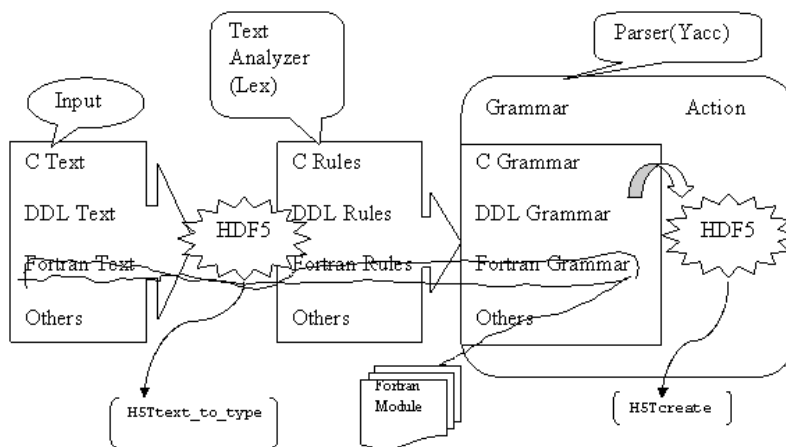 Text
Analyzer
(Lex)
Parser(Yacc)
Input
Grammar
Action
C Text
C Rules
C Grammar
DDL Text
HDF5
DDL Rules
DDL Grammar
HDF5
Fortran Text
Fortran Rules
Fortran Grammar
Others
Others
Others
H5Ttext_to_type
Fortran
Module
H5Tcreate